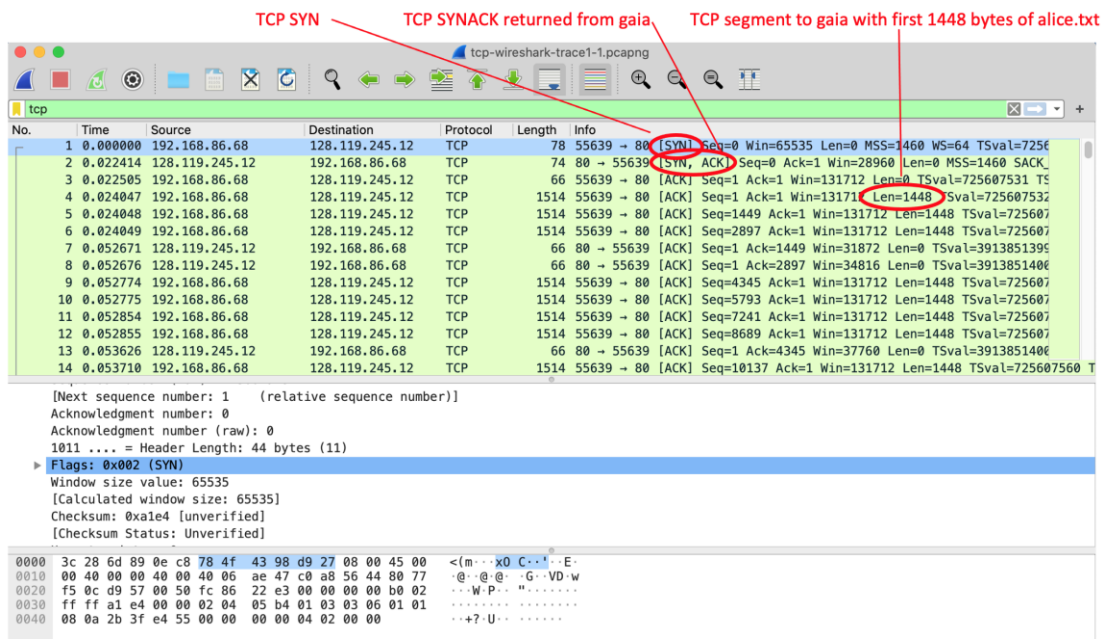 TCP SYN TCP SYNACK returned from gaia TCP segment to gaia with first 1448 bytes of alice.txt
tcp-wireshark-trace1-1.pcapng
tcp
No. Time Source Destination Protocol Length Info
1 0.000000 192.168.86.68 128.119.245.12 TCP 78 55639 → 80 [SYN] Seq=0 Win=65535 Len=0 MSS=1460 WS=64 TSval=7256
2 0.022414 128.119.245.12 192.168.86.68 TCP 74 80 → 55639 [SYN, ACK] Seq=0 Ack=1 Win=28960 Len=0 MSS=1460 SACK_
3 0.022505 192.168.86.68 128.119.245.12 TCP 66 55639 → 80 [ACK] Seq=1 Ack=1 Win=131712 Len=0 TSval=725607531 TS
4 0.024047 192.168.86.68 128.119.245.12 TCP 1514 55639 → 80 [ACK] Seq=1 Ack=1 Win=131712 Len=1448 TSval=725607532
5 0.024048 192.168.86.68 128.119.245.12 TCP 1514 55639 → 80 [ACK] Seq=1449 Ack=1 Win=131712 Len=1448 TSval=725607
6 0.024049 192.168.86.68 128.119.245.12 TCP 1514 55639 → 80 [ACK] Seq=2897 Ack=1 Win=131712 Len=1448 TSval=725607
7 0.052671 128.119.245.12 192.168.86.68 TCP 66 80 → 55639 [ACK] Seq=1 Ack=1449 Win=31872 Len=0 TSval=3913851399
8 0.052676 128.119.245.12 192.168.86.68 TCP 66 80 → 55639 [ACK] Seq=1 Ack=2897 Win=34816 Len=0 TSval=3913851400
9 0.052774 192.168.86.68 128.119.245.12 TCP 1514 55639 → 80 [ACK] Seq=4345 Ack=1 Win=131712 Len=1448 TSval=725607
10 0.052775 192.168.86.68 128.119.245.12 TCP 1514 55639 → 80 [ACK] Seq=5793 Ack=1 Win=131712 Len=1448 TSval=725607
11 0.052854 192.168.86.68 128.119.245.12 TCP 1514 55639 → 80 [ACK] Seq=7241 Ack=1 Win=131712 Len=1448 TSval=725607
12 0.052855 192.168.86.68 128.119.245.12 TCP 1514 55639 → 80 [ACK] Seq=8689 Ack=1 Win=131712 Len=1448 TSval=725607
13 0.053626 128.119.245.12 192.168.86.68 TCP 66 80 → 55639 [ACK] Seq=1 Ack=4345 Win=37760 Len=0 TSval=3913851400
14 0.053710 192.168.86.68 128.119.245.12 TCP 1514 55639 → 80 [ACK] Seq=10137 Ack=1 Win=131712 Len=1448 TSval=725607560 T
[Next sequence number: 1 (relative sequence number)]
Acknowledgment number: 0
Acknowledgment number (raw): 0
1011 .... = Header Length: 44 bytes (11)
Flags: 0x002 (SYN)
Window size value: 65535
[Calculated window size: 65535]
Checksum: 0xa1e4 [unverified]
[Checksum Status: Unverified]
0000 3c 28 6d 89 0e c8 78 4f 43 98 d9 27 08 00 45 00 <(m···xO C··'··E·
0010 00 40 00 00 40 00 40 06 ae 47 c0 a8 56 44 80 77 ·@··@·@· ·G··VD·w
0020 f5 0c d9 57 00 50 fc 86 22 e3 00 00 00 00 b0 02 ···W·P·· "·······
0030 ff ff a1 e4 00 00 02 04 05 b4 01 03 03 06 01 01 ········ ········
0040 08 0a 2b 3f e4 55 00 00 00 00 04 02 00 00 ··+?·U·· ······